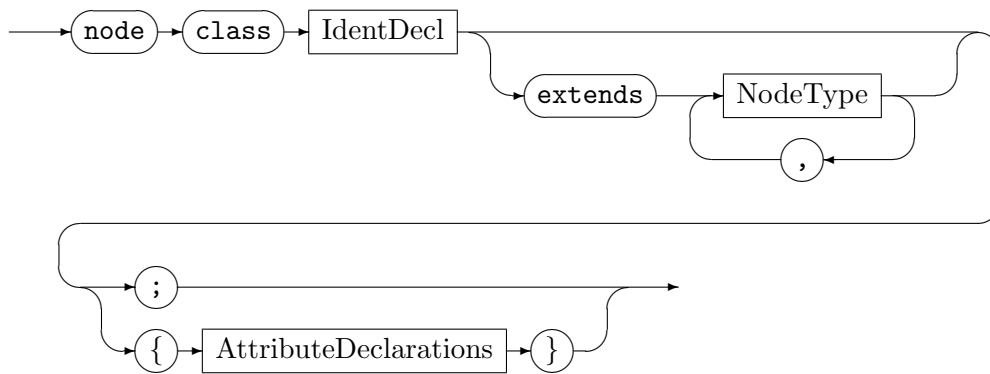 node class IdentDecl
extends NodeType
,
;
{ AttributeDeclarations }